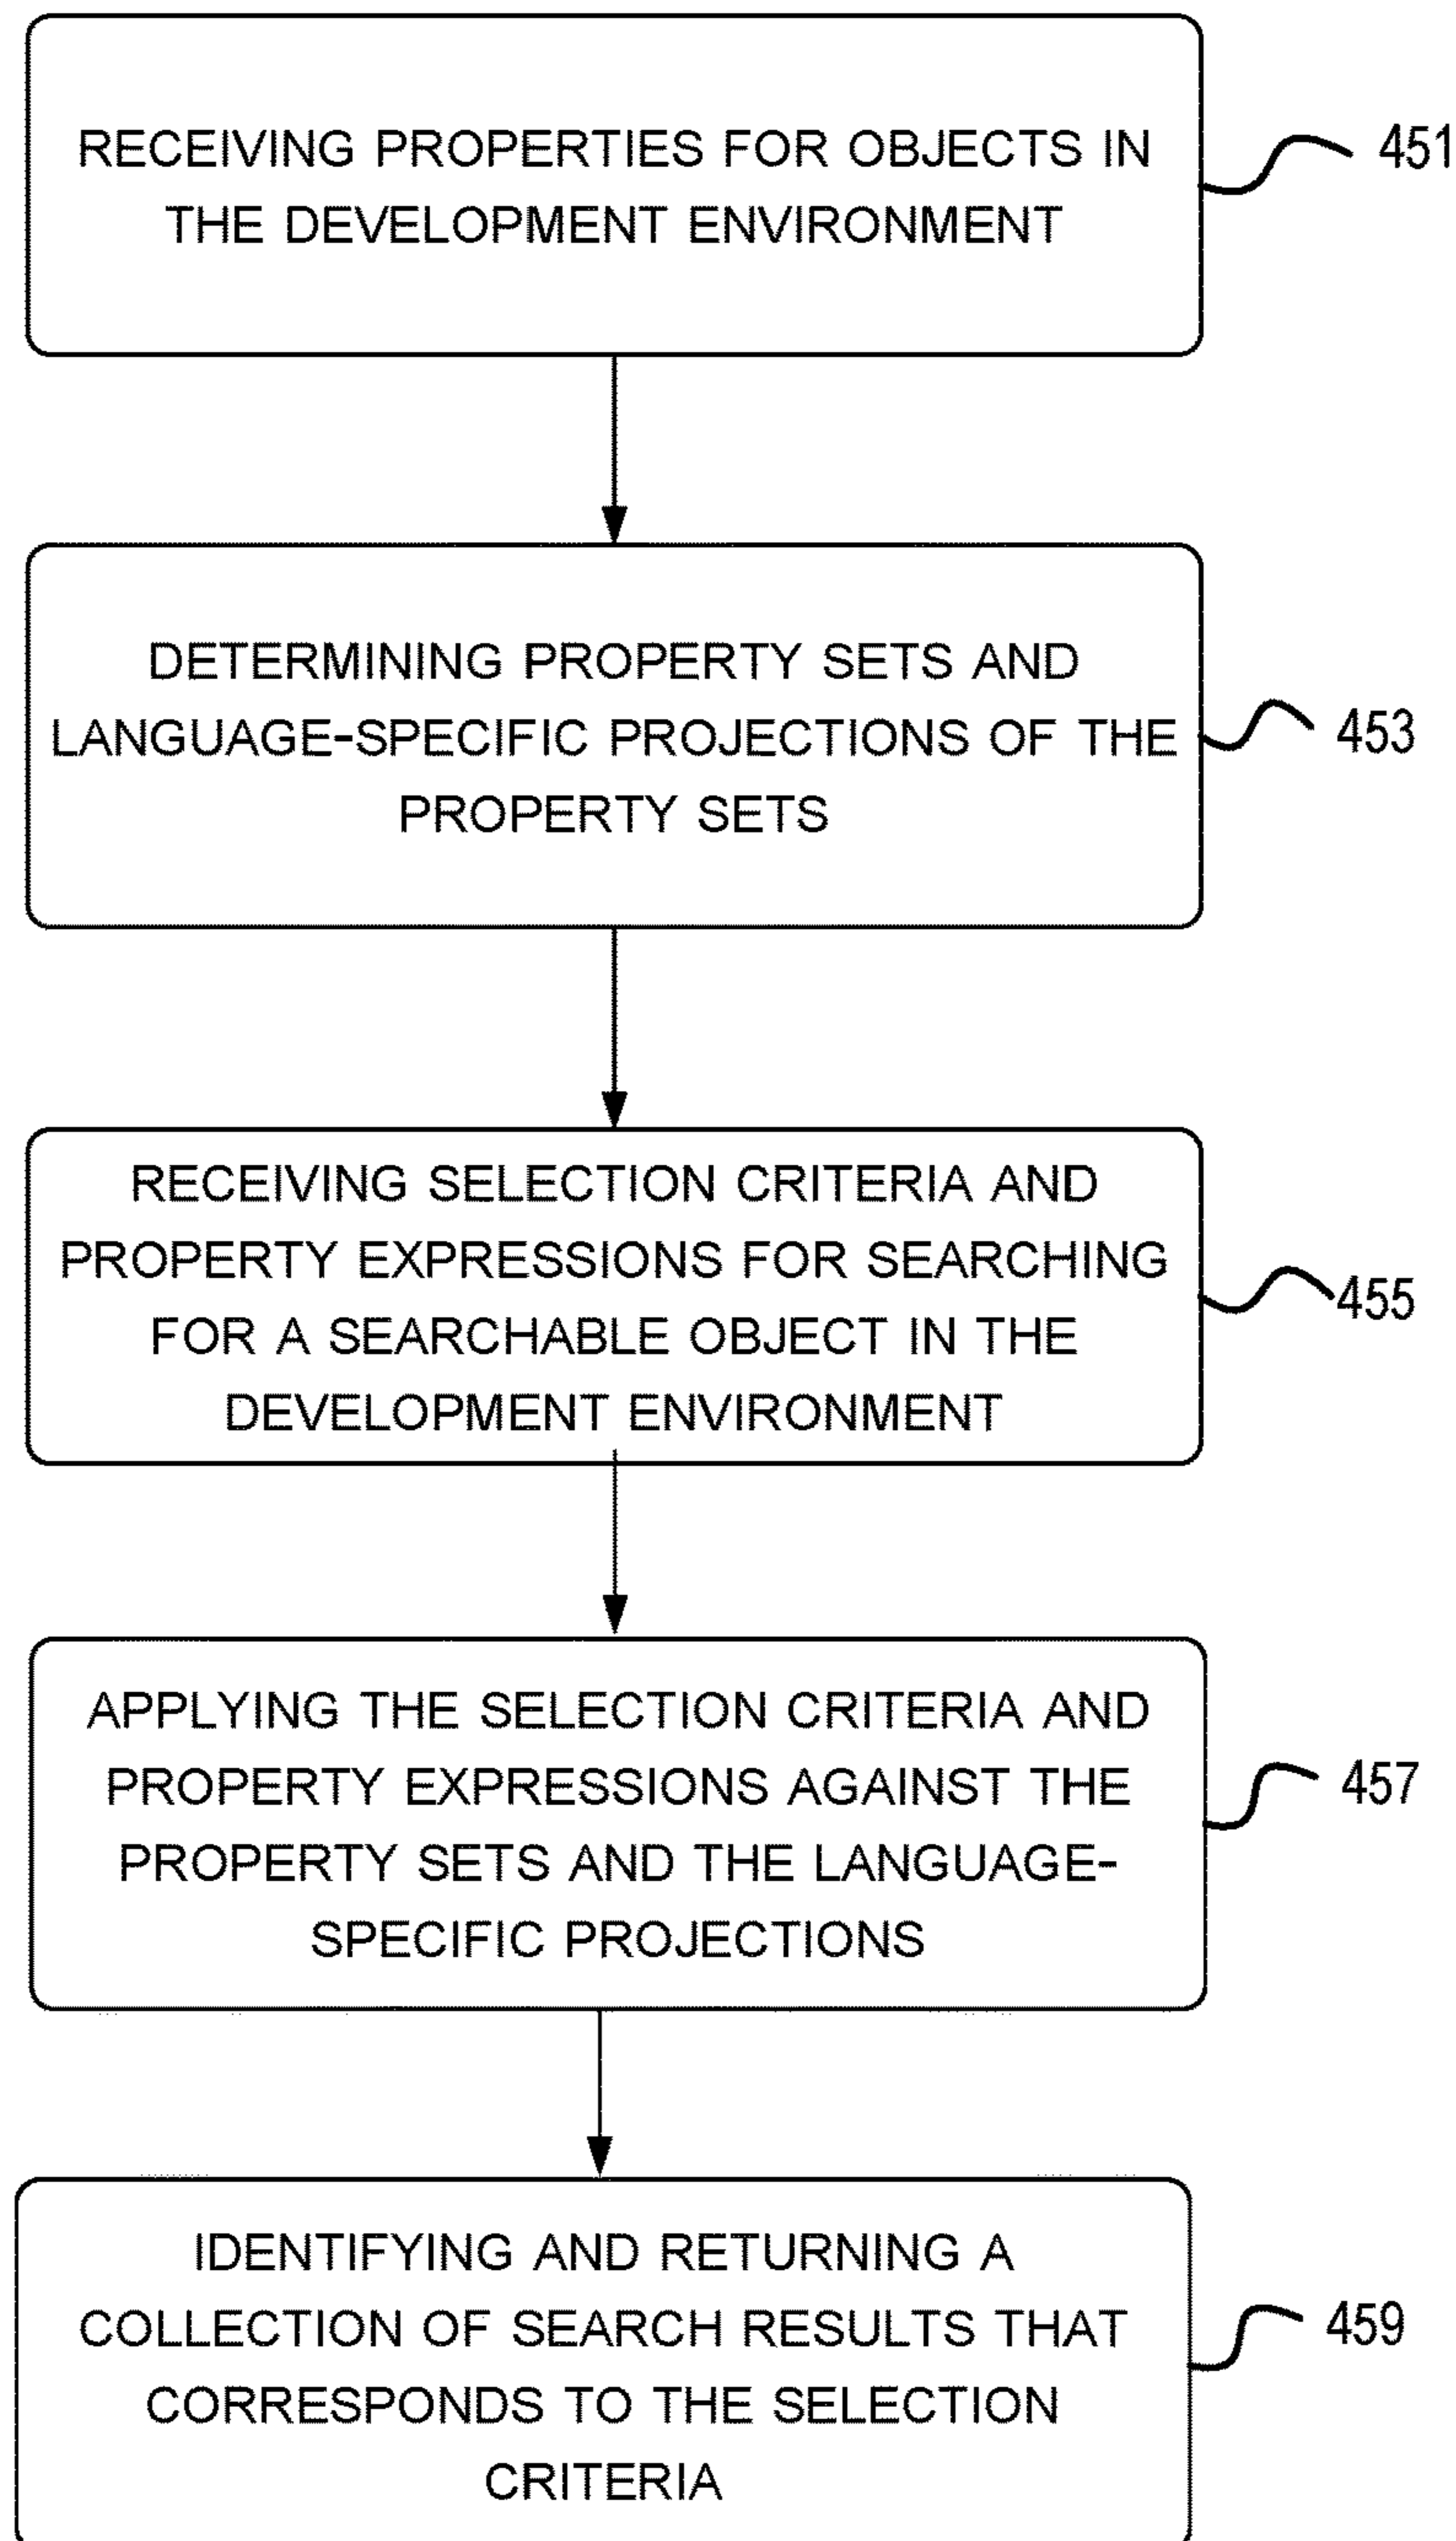 RECEIVING PROPERTIES FOR OBJECTS IN
THE DEVELOPMENT ENVIRONMENT
451
DETERMINING PROPERTY SETS AND
LANGUAGE-SPECIFIC PROJECTIONS OF THE
PROPERTY SETS
453
RECEIVING SELECTION CRITERIA AND
PROPERTY EXPRESSIONS FOR SEARCHING
FOR A SEARCHABLE OBJECT IN THE
DEVELOPMENT ENVIRONMENT
455
APPLYING THE SELECTION CRITERIA AND
PROPERTY EXPRESSIONS AGAINST THE
PROPERTY SETS AND THE LANGUAGE-
SPECIFIC PROJECTIONS
457
IDENTIFYING AND RETURNING A
COLLECTION OF SEARCH RESULTS THAT
CORRESPONDS TO THE SELECTION
CRITERIA
459